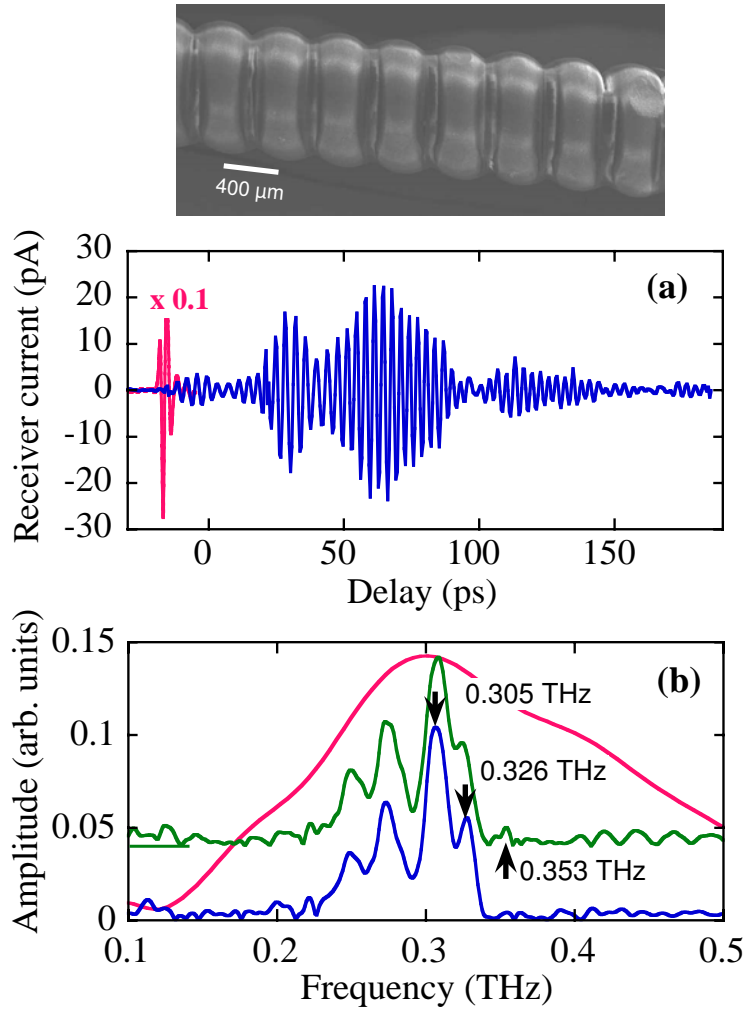 400 μm
30
20
10
0
-10
-20
-30
Receiver current (pA)
x 0.1
(a)
0
50
100
150
Delay (ps)
0.15
0.1
0.05
0
Amplitude (arb. units)
(b)
0.305 THz
0.326 THz
0.353 THz
0.1
0.2
0.3
0.4
0.5
Frequency (THz)